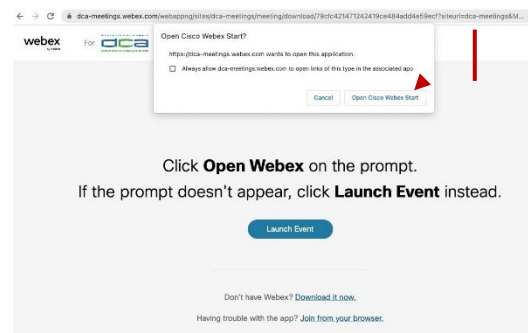 dca-meetings.webex.com/webappng/sites/dca-meetings/meeting/download/79cfc421471242419ce484add4e59ecf?siteurl=dca-meetings&M...
webex
by CISCO
For dca
Open Cisco Webex Start?
https://dca-meetings.webex.com wants to open this application.
Always allow dca-meetings.webex.com to open links of this type in the associated app
Cancel Open Cisco Webex Start
Click Open Webex on the prompt.
If the prompt doesn't appear, click Launch Event instead.
Launch Event
Don't have Webex? Download it now.
Having trouble with the app? Join from your browser.